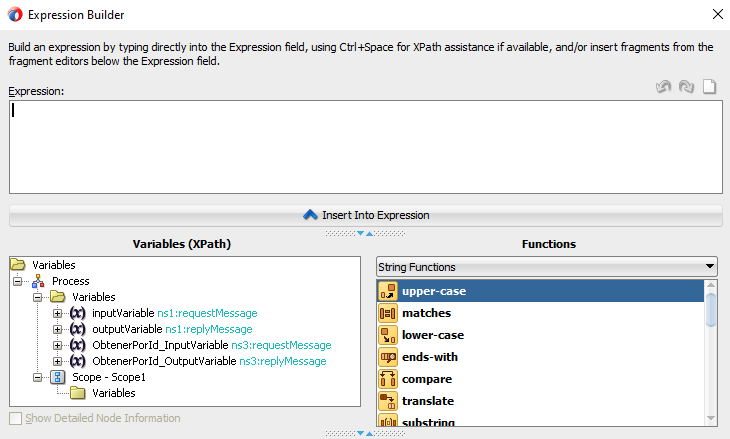 Expression Builder
Build an expression by typing directly into the Expression field, using Ctrl+Space for XPath assistance if available, and/or insert fragments from the
fragment editors below the Expression field.
Expression:
Insert Into Expression
Variables (XPath)
Variables
Process
Variables
inputVariable ns1:requestMessage
outputVariable ns1:replyMessage
ObtenerPorId_InputVariable ns3:requestMessage
ObtenerPorId_OutputVariable ns3:replyMessage
Scope - Scope1
Variables
Show Detailed Node Information
Functions
String Functions
upper-case
matches
lower-case
ends-with
compare
translate
substring